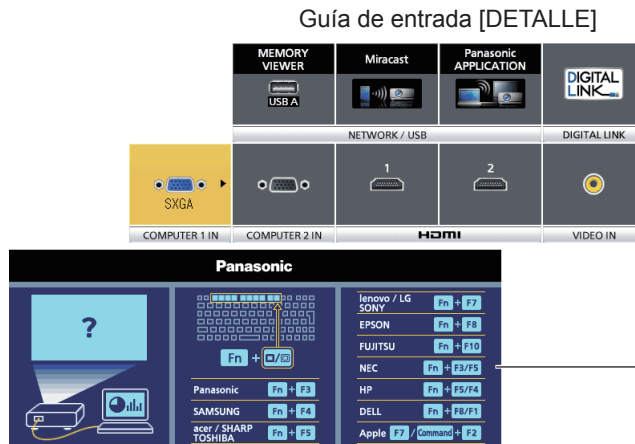 Guía de entrada [DETALLE]
MEMORY
VIEWER
Miracast
Panasonic
APPLICATION
USB A
DIGITAL
LINK
NETWORK / USB
DIGITAL LINK
SXGA
1
2
COMPUTER 1 IN
COMPUTER 2 IN
HDMI
VIDEO IN
Panasonic
?
Fn + 
Panasonic Fn + F3
SAMSUNG Fn + F4
acer / SHARP
TOSHIBA Fn + F5
lenovo / LG
SONY Fn + F7
EPSON Fn + F8
FUJITSU Fn + F10
NEC Fn + F3/F5
HP Fn + F5/F4
DELL Fn + F8/F1
Apple F7 / Command + F2